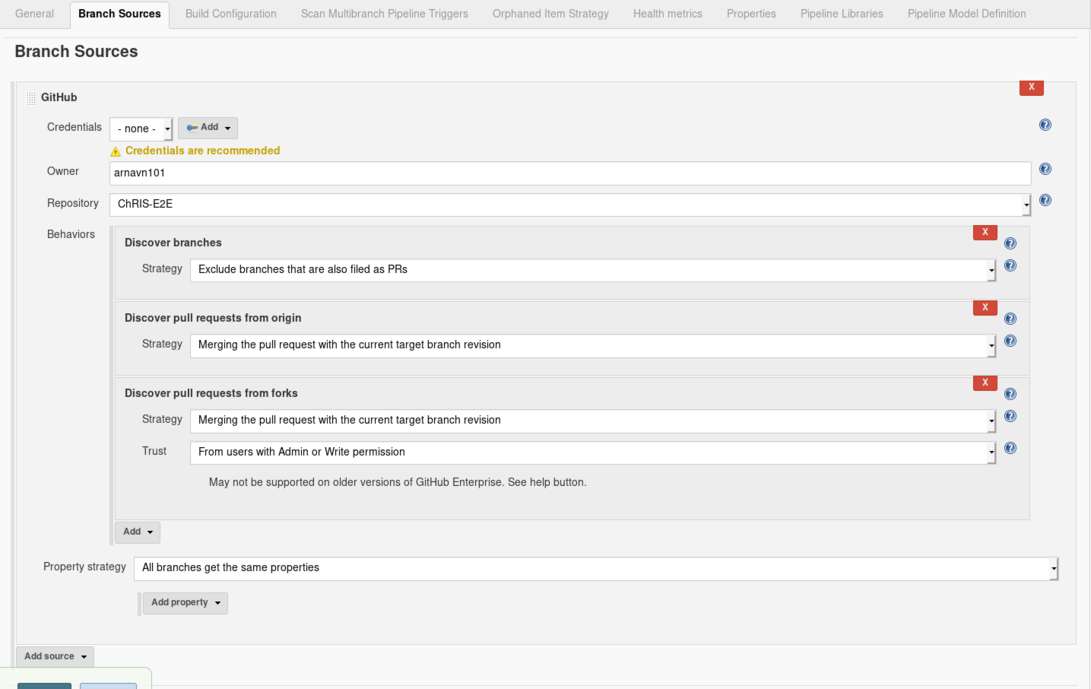 General Branch Sources Build Configuration Scan Multibranch Pipeline Triggers Orphaned Item Strategy Health metrics Properties Pipeline Libraries Pipeline Model Definition
Branch Sources
X
GitHub
Credentials - none - Add ?
Credentials are recommended
Owner arnavn101 ?
Repository ChRIS-E2E ?
Behaviors
X
Discover branches ?
Strategy Exclude branches that are also filed as PRs ?
X
Discover pull requests from origin ?
Strategy Merging the pull request with the current target branch revision ?
X
Discover pull requests from forks ?
Strategy Merging the pull request with the current target branch revision ?
Trust From users with Admin or Write permission ?
May not be supported on older versions of GitHub Enterprise. See help button.
Add
Property strategy All branches get the same properties
Add property
Add source